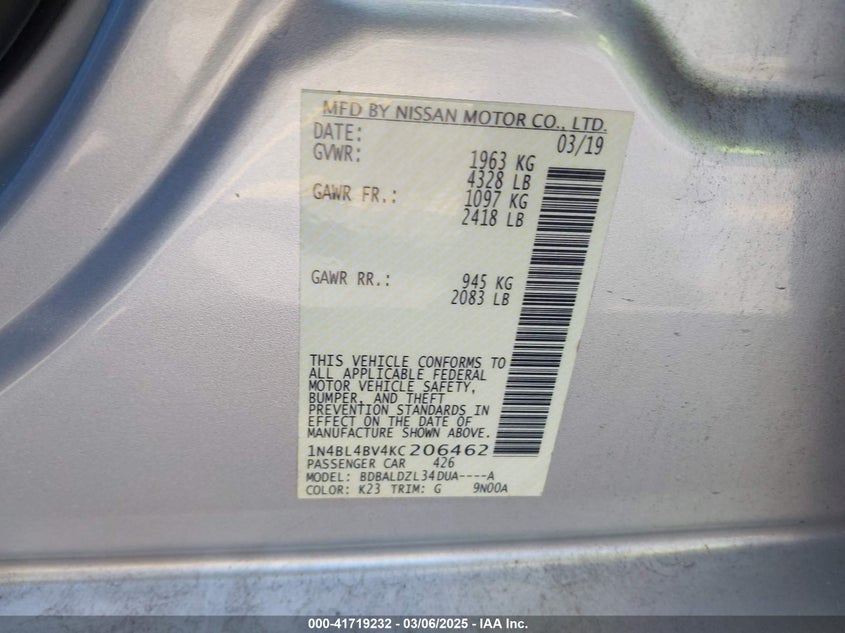 MFD BY NISSAN MOTOR CO., LTD.
DATE: 03/19
GVWR: 1963 KG
4328 LB
GAWR FR.: 1097 KG
2418 LB
GAWR RR.: 945 KG
2083 LB
THIS VEHICLE CONFORMS TO
ALL APPLICABLE FEDERAL
MOTOR VEHICLE SAFETY,
BUMPER, AND THEFT
PREVENTION STANDARDS IN
EFFECT ON THE DATE OF
MANUFACTURE SHOWN ABOVE.
1N4BL4BV4KC206462
PASSENGER CAR 426
MODEL: BDBALDZL34DUA----A
COLOR: K23 TRIM: G 9N00A
000-41719232 - 03/06/2025 - IAA Inc.